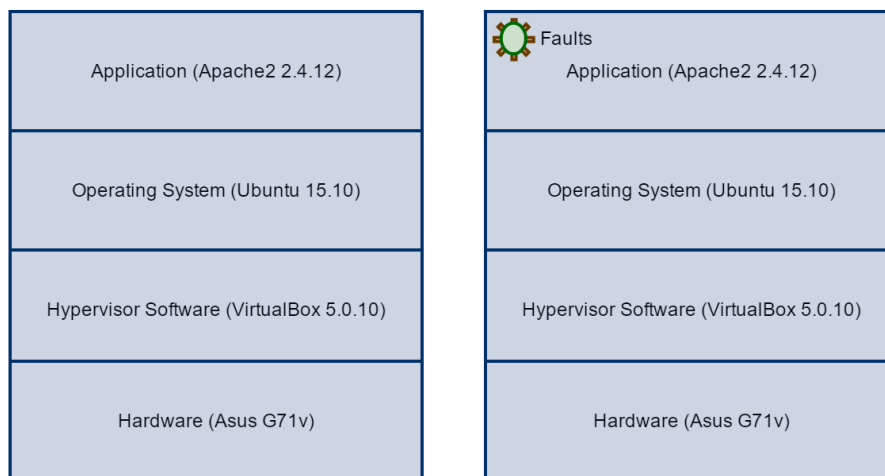 Application (Apache2 2.4.12)
Operating System (Ubuntu 15.10)
Hypervisor Software (VirtualBox 5.0.10)
Hardware (Asus G71v)
Faults
Application (Apache2 2.4.12)
Operating System (Ubuntu 15.10)
Hypervisor Software (VirtualBox 5.0.10)
Hardware (Asus G71v)